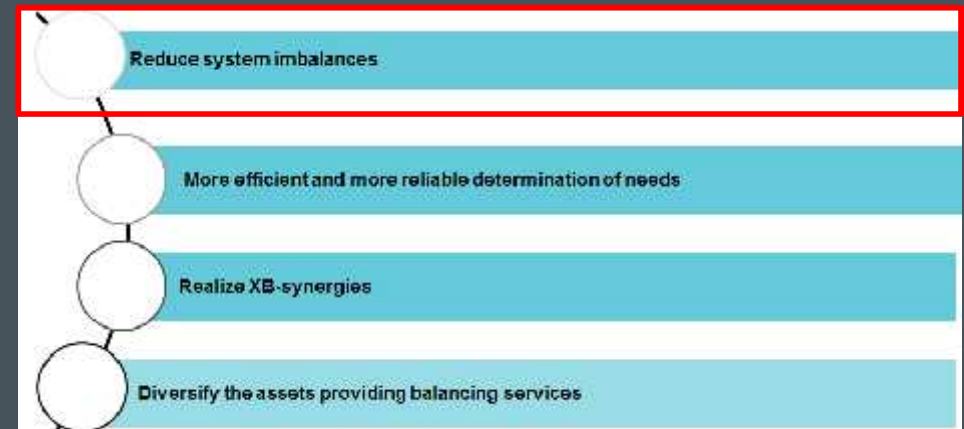 Reduce system imbalances
More efficient and more reliable determination of needs
Realize XB-synergies
Diversify the assets providing balancing services